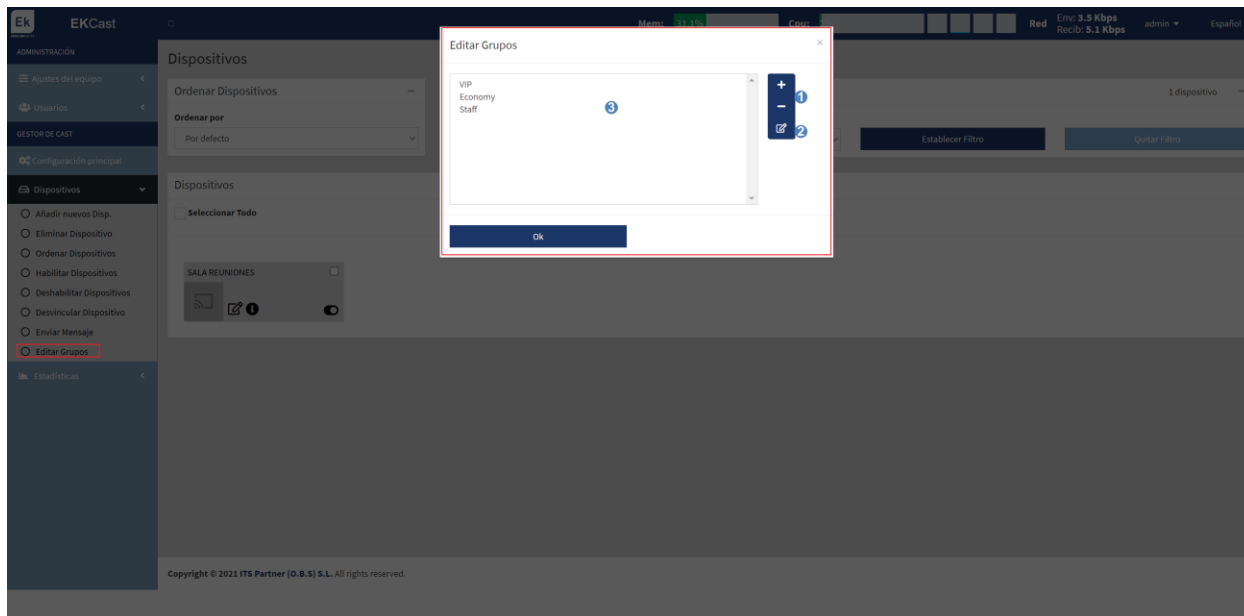 Ek EKCast Mem: 31.1% Cpu: Red Env: 3.5 Kbps Recib: 5.1 Kbps admin Español
ADMINISTRACIÓN
Ajustes del equipo
Usuarios
GESTOR DE CAST
Configuración principal
Dispositivos
Añadir nuevos Disp.
Eliminar Dispositivo
Ordenar Dispositivos
Habilitar Dispositivos
Deshabilitar Dispositivos
Desvincular Dispositivo
Enviar Mensaje
Editar Grupos
Estadísticas
Dispositivos
Ordenar Dispositivos
Ordenar por
Por defecto
1 dispositivo
Establecer Filtro
Quitar Filtro
Editar Grupos
×
VIP
Economy
Staff
3
+
1
−
2
Ok
Dispositivos
Seleccionar Todo
SALA REUNIONES
Copyright © 2021 ITS Partner (O.B.S) S.L. All rights reserved.